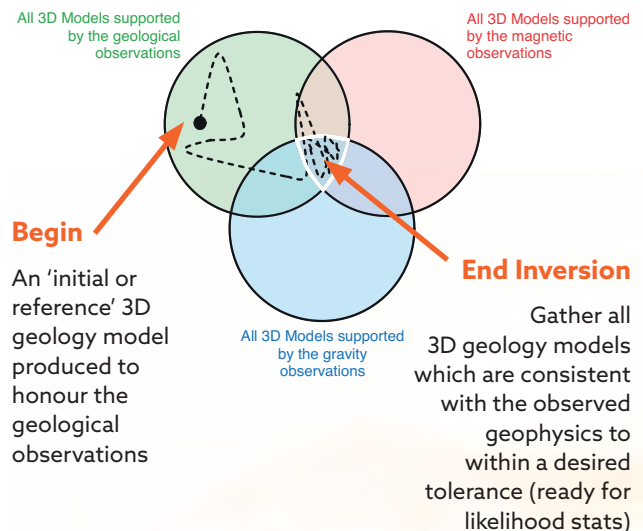 All 3D Models supported
by the geological
observations
All 3D Models supported
by the magnetic
observations
Begin
An ‘initial or
reference’ 3D
geology model
produced to
honour the
geological
observations
End Inversion
Gather all
3D geology models
which are consistent
with the observed
geophysics to
within a desired
tolerance (ready for
likelihood stats)
All 3D Models supported
by the gravity
observations